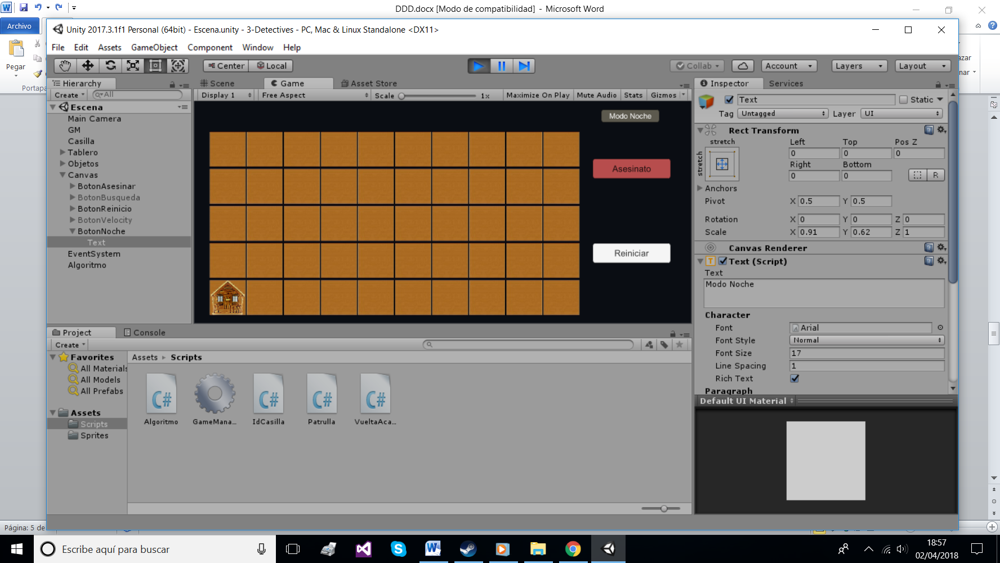 DDD.docx [Modo de compatibilidad] - Microsoft Word
Archivo
Pegar
Portapa
Unity 2017.3.1f1 Personal (64bit) - Escena.unity - 3-Detectives - PC, Mac & Linux Standalone <DX11>
File Edit Assets GameObject Component Window Help
Center Local
Collab Account Layers Layout
Hierarchy
Create All
Escena
Main Camera
GM
Casilla
Tablero
Objetos
Canvas
BotonAsesinar
BotonBusqueda
BotonReinicio
BotonVelocity
BotonNoche
Text
EventSystem
Algoritmo
Scene Game Asset Store
Display 1 Free Aspect Scale 1x Maximize On Play Mute Audio Stats Gizmos
Modo Noche
Asesinato
Reiniciar
Inspector Services
Text Static
Tag Untagged Layer UI
Rect Transform
stretch
stretch
Left Top Pos Z
0 0 0
Right Bottom
0 0
R
Anchors
Pivot X 0.5 Y 0.5
Rotation X 0 Y 0 Z 0
Scale X 0.91 Y 0.62 Z 1
Canvas Renderer
Text (Script)
Text
Modo Noche
Character
Font Arial
Font Style Normal
Font Size 17
Line Spacing 1
Rich Text
Paragraph
Default UI Material
Project Console
Create
Favorites
All Materials
All Models
All Prefabs
Assets
Scripts
Sprites
Assets Scripts
Algoritmo GameMana... IdCasilla Patrulla VueltaAca...
Página: 5 de
Escribe aquí para buscar
18:57
02/04/2018